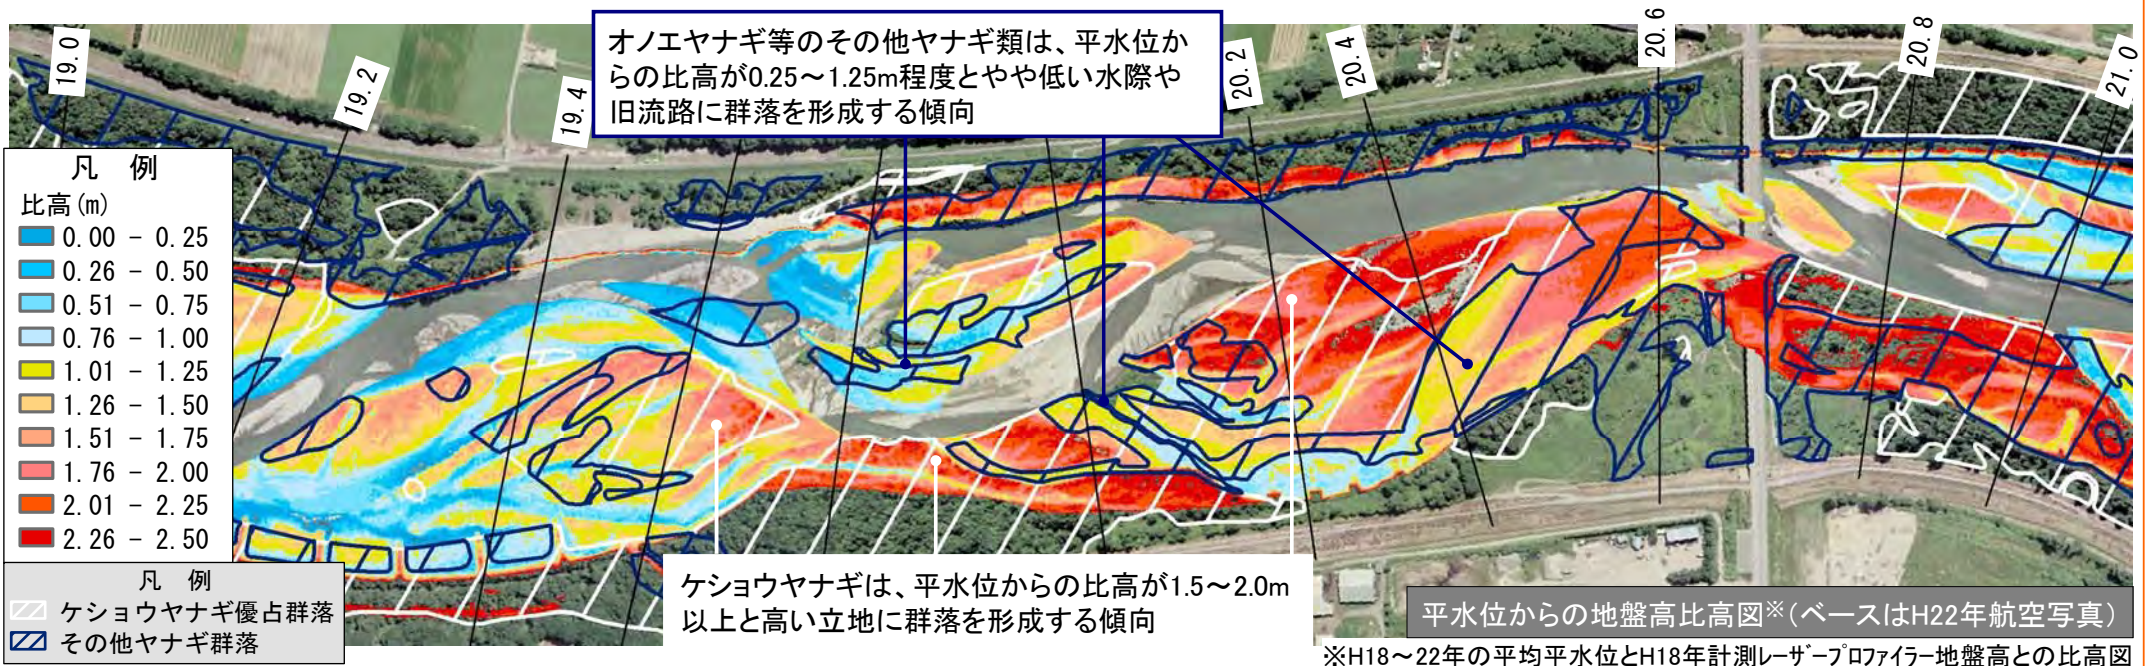 19.0
19.2
19.4
20.2
20.4
20.6
20.8
21.0
オノエヤナギ等のその他ヤナギ類は、平水位か
らの比高が0.25～1.25m程度とやや低い水際や
旧流路に群落を形成する傾向
凡 例
比高(m)
0.00 - 0.25
0.26 - 0.50
0.51 - 0.75
0.76 - 1.00
1.01 - 1.25
1.26 - 1.50
1.51 - 1.75
1.76 - 2.00
2.01 - 2.25
2.26 - 2.50
凡 例
ケショウヤナギ優占群落
その他ヤナギ群落
ケショウヤナギは、平水位からの比高が1.5～2.0m
以上と高い立地に群落を形成する傾向
平水位からの地盤高比高図※(ベースはH22年航空写真)
※H18～22年の平均平水位とH18年計測レーザープロファイラー地盤高との比高図